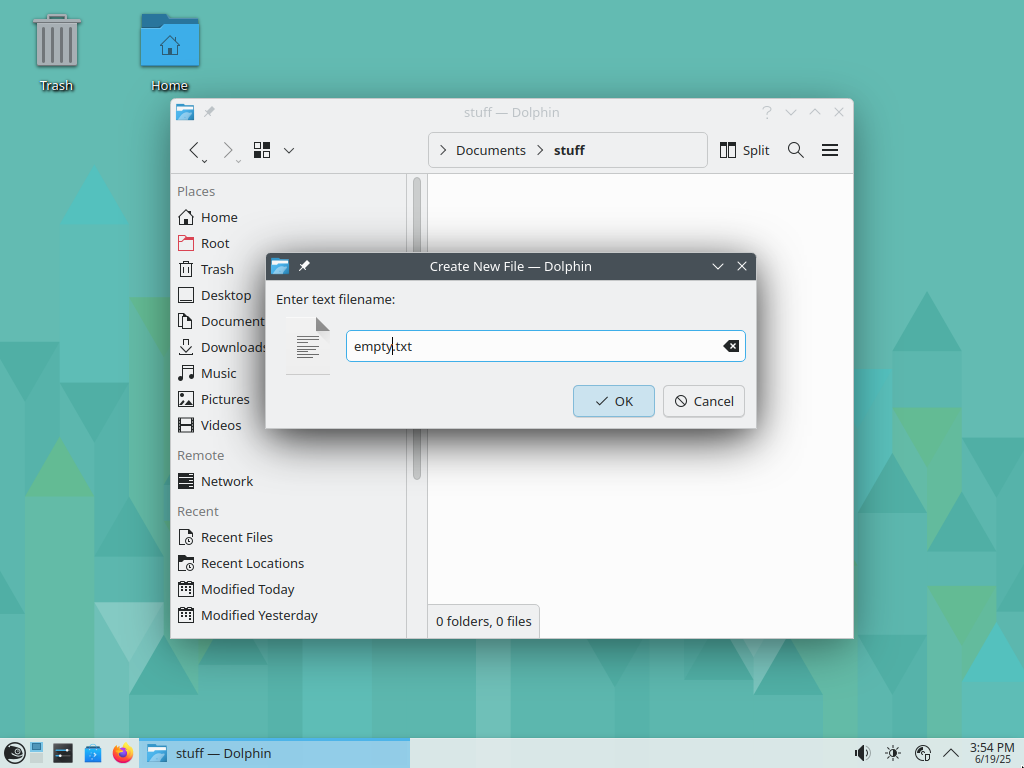 Trash
Home
stuff — Dolphin
Documents
stuff
Split
Places
Home
Root
Trash
Desktop
Document
Downloads
Music
Pictures
Videos
Remote
Network
Recent
Recent Files
Recent Locations
Modified Today
Modified Yesterday
Create New File — Dolphin
Enter text filename:
empty.txt
OK
Cancel
0 folders, 0 files
stuff — Dolphin
3:54 PM
6/19/25